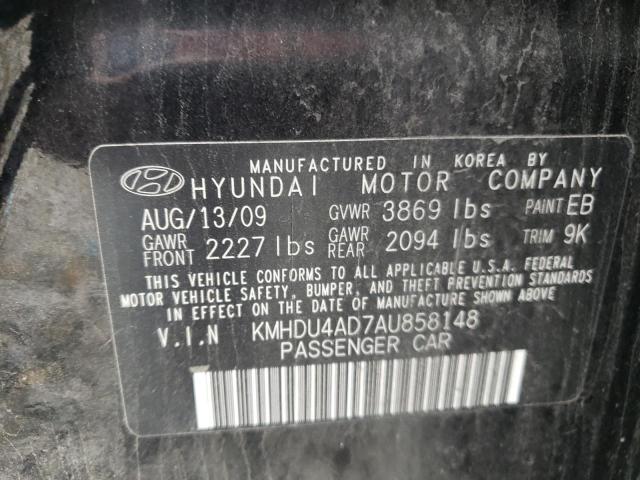 MANUFACTURED IN KOREA BY
HYUNDAI MOTOR COMPANY
AUG/13/09 GVWR 3869 lbs PAINT EB
GAWR FRONT 2227 lbs GAWR REAR 2094 lbs TRIM 9K
THIS VEHICLE CONFORMS TO ALL APPLICABLE U.S.A. FEDERAL
MOTOR VEHICLE SAFETY, BUMPER, AND THEFT PREVENTION STANDARDS
IN EFFECT ON THE DATE OF MANUFACTURE SHOWN ABOVE
V.I.N KMHDU4AD7AU858148
PASSENGER CAR